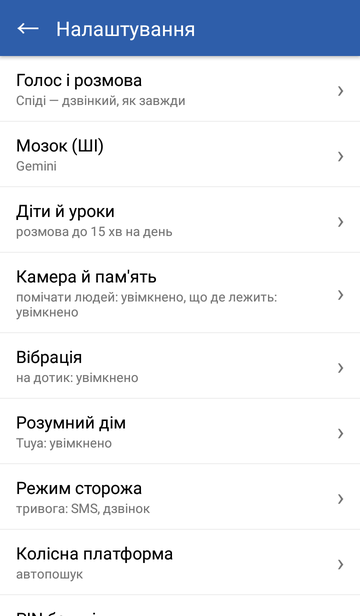 ← Налаштування
Голос і розмова
Спіді — дзвінкий, як завжди
Мозок (ШІ)
Gemini
Діти й уроки
розмова до 15 хв на день
Камера й пам'ять
помічати людей: увімкнено, що де лежить:
увімкнено
Вібрація
на дотик: увімкнено
Розумний дім
Tuya: увімкнено
Режим сторожа
тривога: SMS, дзвінок
Колісна платформа
автопошук